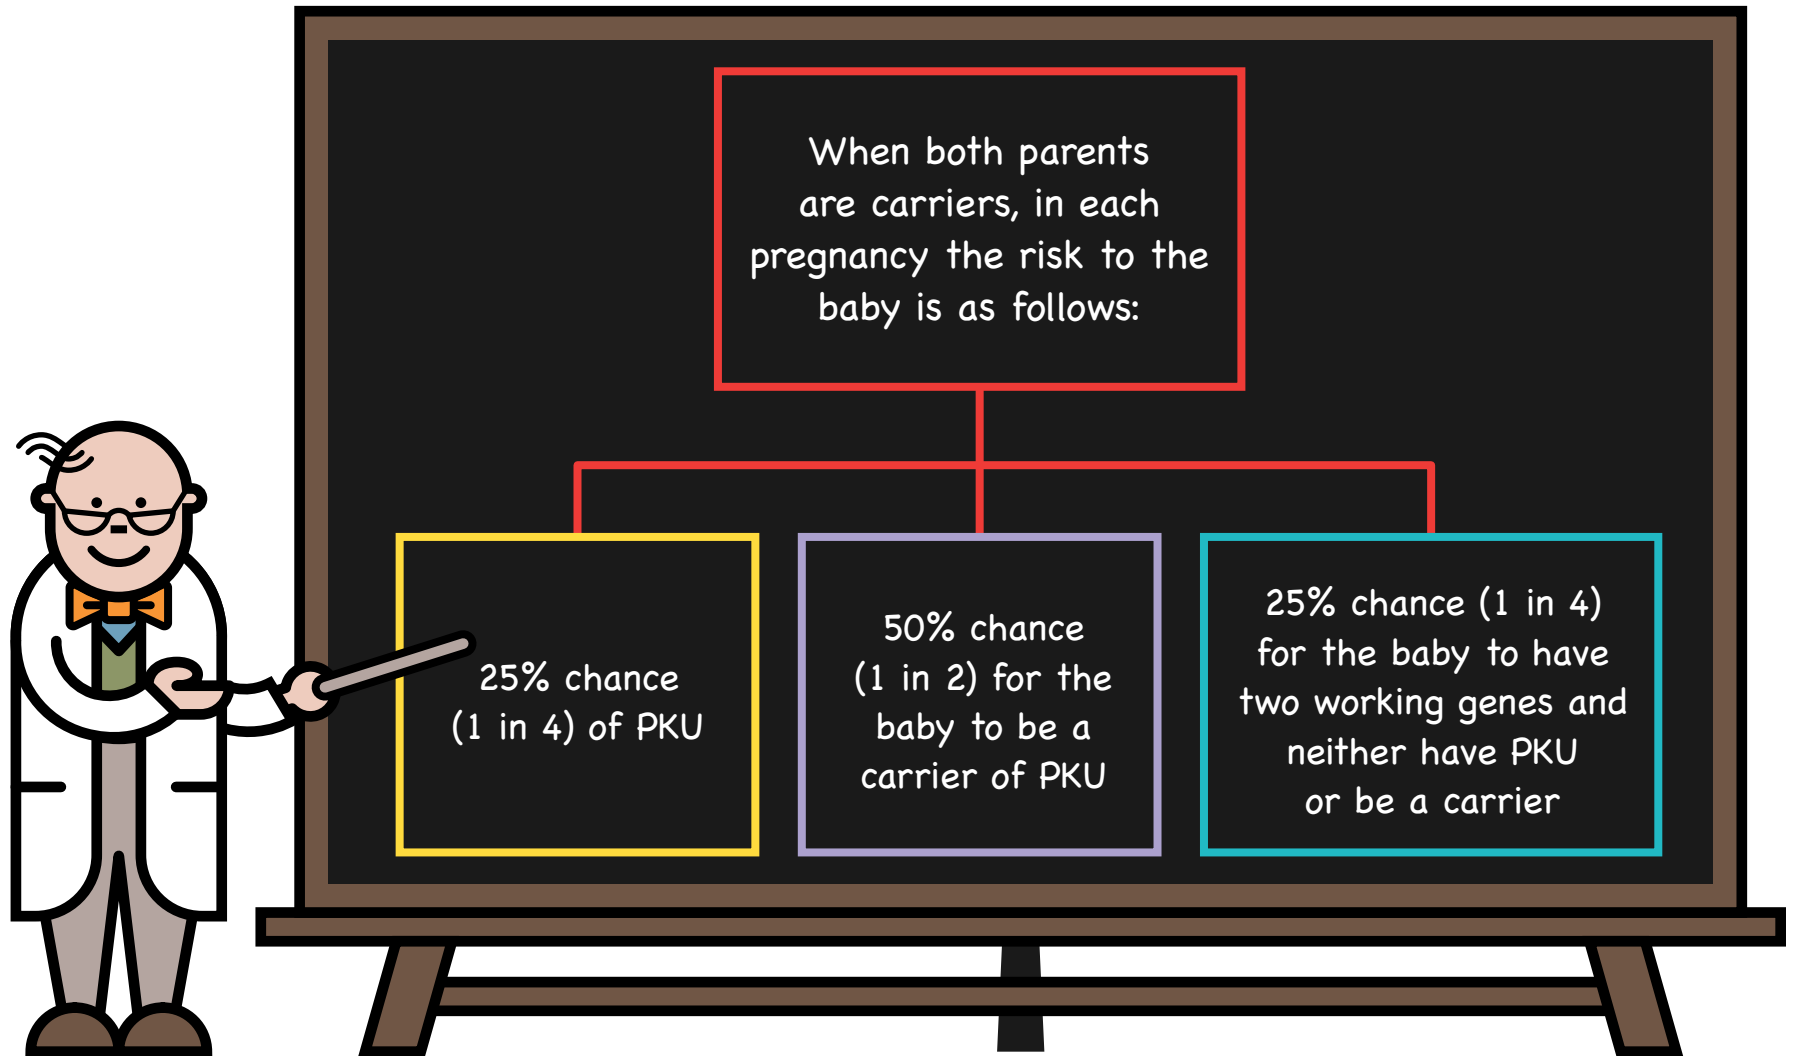 When both parents
are carriers, in each
pregnancy the risk to the
baby is as follows:
25% chance
(1 in 4) of PKU
50% chance
(1 in 2) for the
baby to be a
carrier of PKU
25% chance (1 in 4)
for the baby to have
two working genes and
neither have PKU
or be a carrier